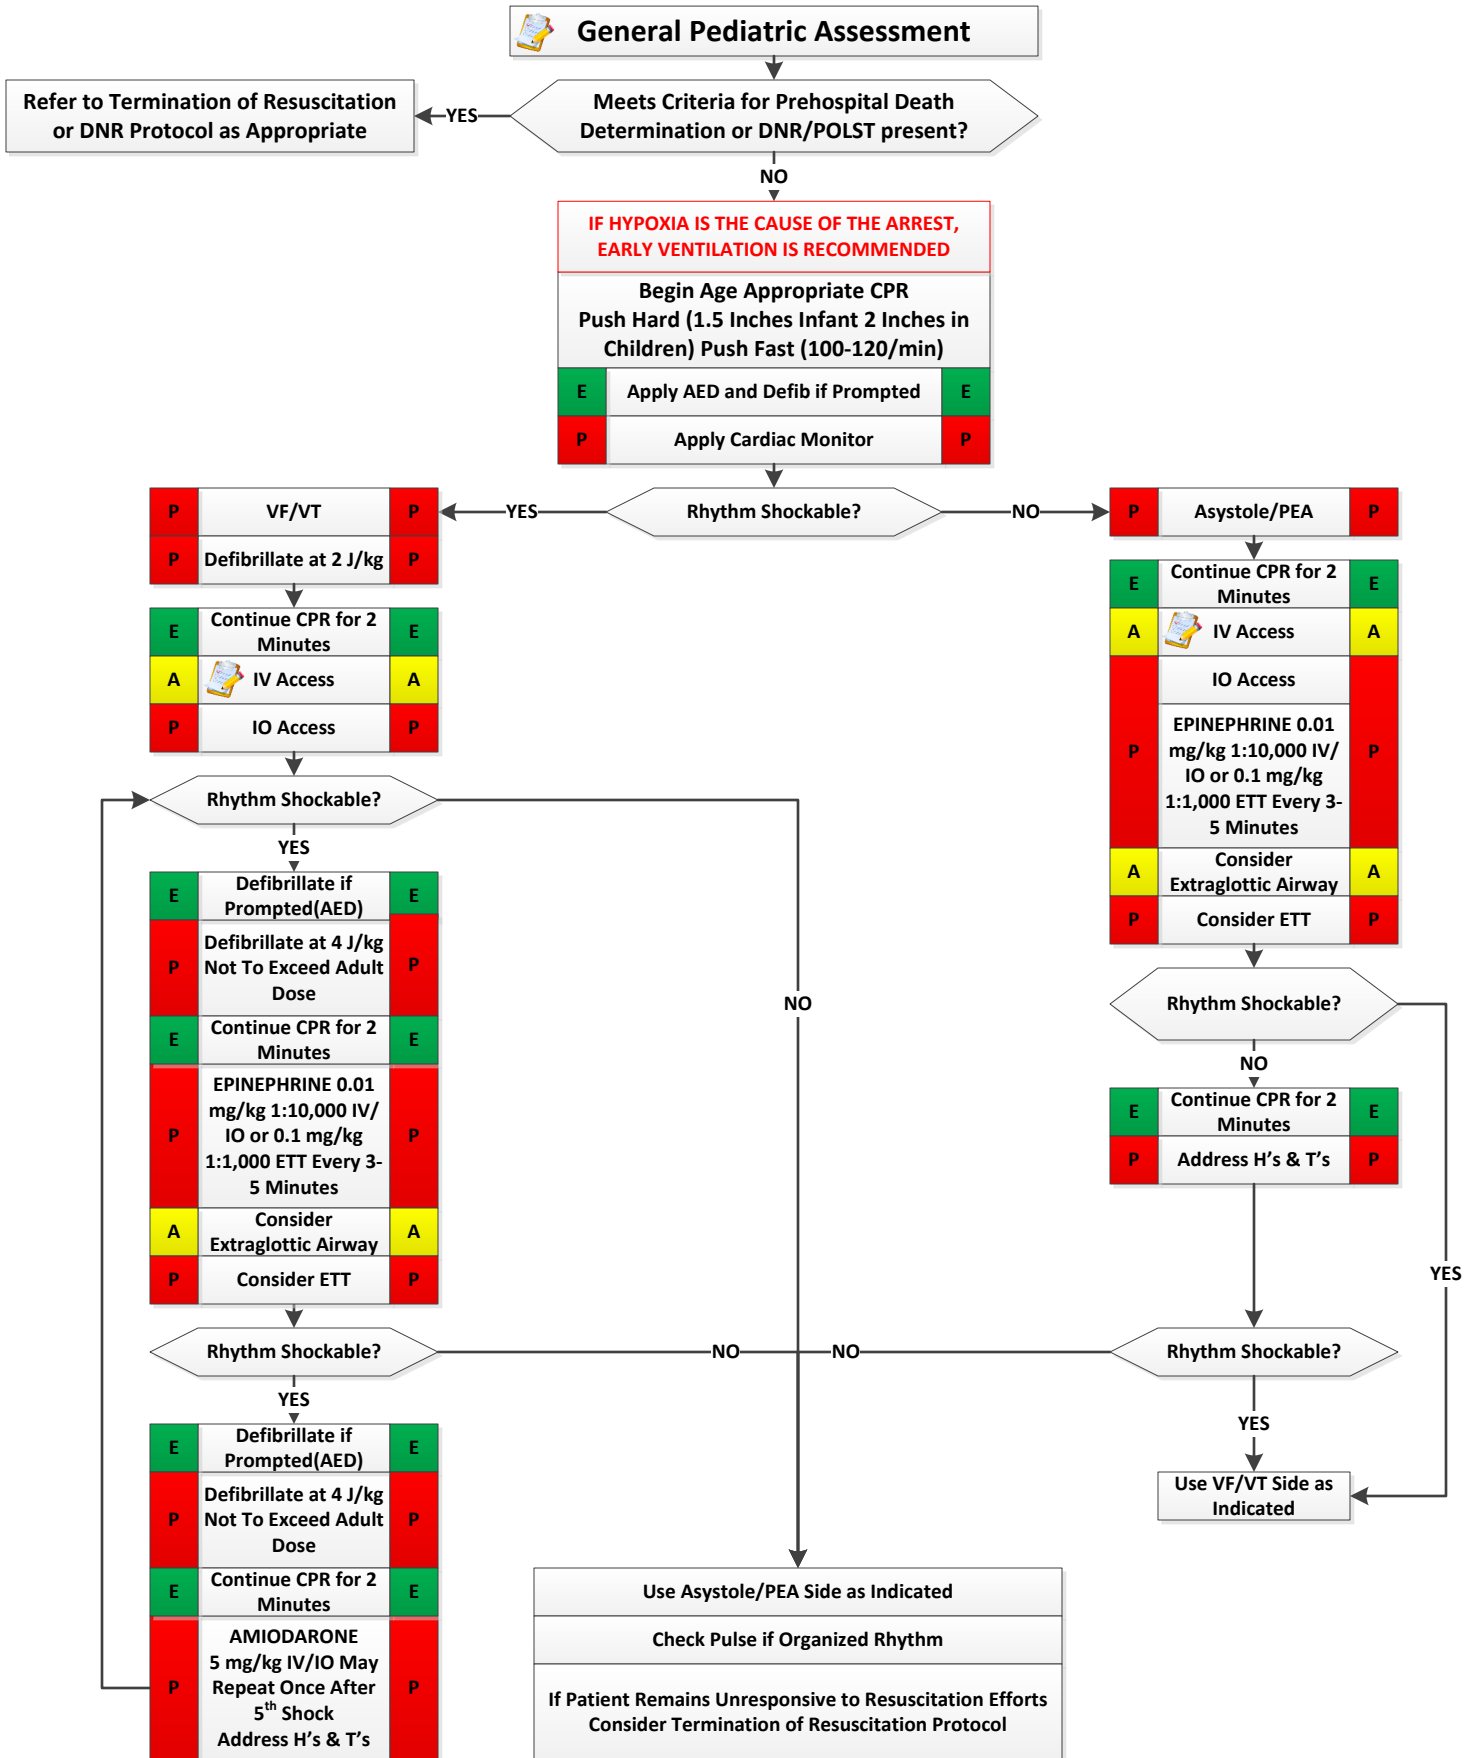 General Pediatric Assessment
Refer to Termination of Resuscitation
or DNR Protocol as Appropriate
YES
Meets Criteria for Prehospital Death
Determination or DNR/POLST present?
NO
IF HYPOXIA IS THE CAUSE OF THE ARREST,
EARLY VENTILATION IS RECOMMENDED
Begin Age Appropriate CPR
Push Hard (1.5 Inches Infant 2 Inches in
Children) Push Fast (100-120/min)
E Apply AED and Defib if Prompted E
P Apply Cardiac Monitor P
Rhythm Shockable?
YES
NO
P VF/VT P
P Defibrillate at 2 J/kg P
E Continue CPR for 2 E
Minutes
A IV Access A
P IO Access P
Rhythm Shockable?
YES
NO
E Defibrillate if E
Prompted(AED)
P Defibrillate at 4 J/kg P
Not To Exceed Adult
Dose
E Continue CPR for 2 E
Minutes
P EPINEPHRINE 0.01 P
mg/kg 1:10,000 IV/
IO or 0.1 mg/kg
1:1,000 ETT Every 3-
5 Minutes
A Consider A
Extraglottic Airway
P Consider ETT P
Rhythm Shockable?
NO
YES
E Defibrillate if E
Prompted(AED)
P Defibrillate at 4 J/kg P
Not To Exceed Adult
Dose
E Continue CPR for 2 E
Minutes
P AMIODARONE P
5 mg/kg IV/IO May
Repeat Once After
5th Shock
Address H's & T's
P Asystole/PEA P
E Continue CPR for 2 E
Minutes
A IV Access A
IO Access
P EPINEPHRINE 0.01 P
mg/kg 1:10,000 IV/
IO or 0.1 mg/kg
1:1,000 ETT Every 3-
5 Minutes
A Consider A
Extraglottic Airway
P Consider ETT P
Rhythm Shockable?
NO
YES
E Continue CPR for 2 E
Minutes
P Address H's & T's P
Rhythm Shockable?
NO
YES
Use VF/VT Side as
Indicated
Use Asystole/PEA Side as Indicated
Check Pulse if Organized Rhythm
If Patient Remains Unresponsive to Resuscitation Efforts
Consider Termination of Resuscitation Protocol